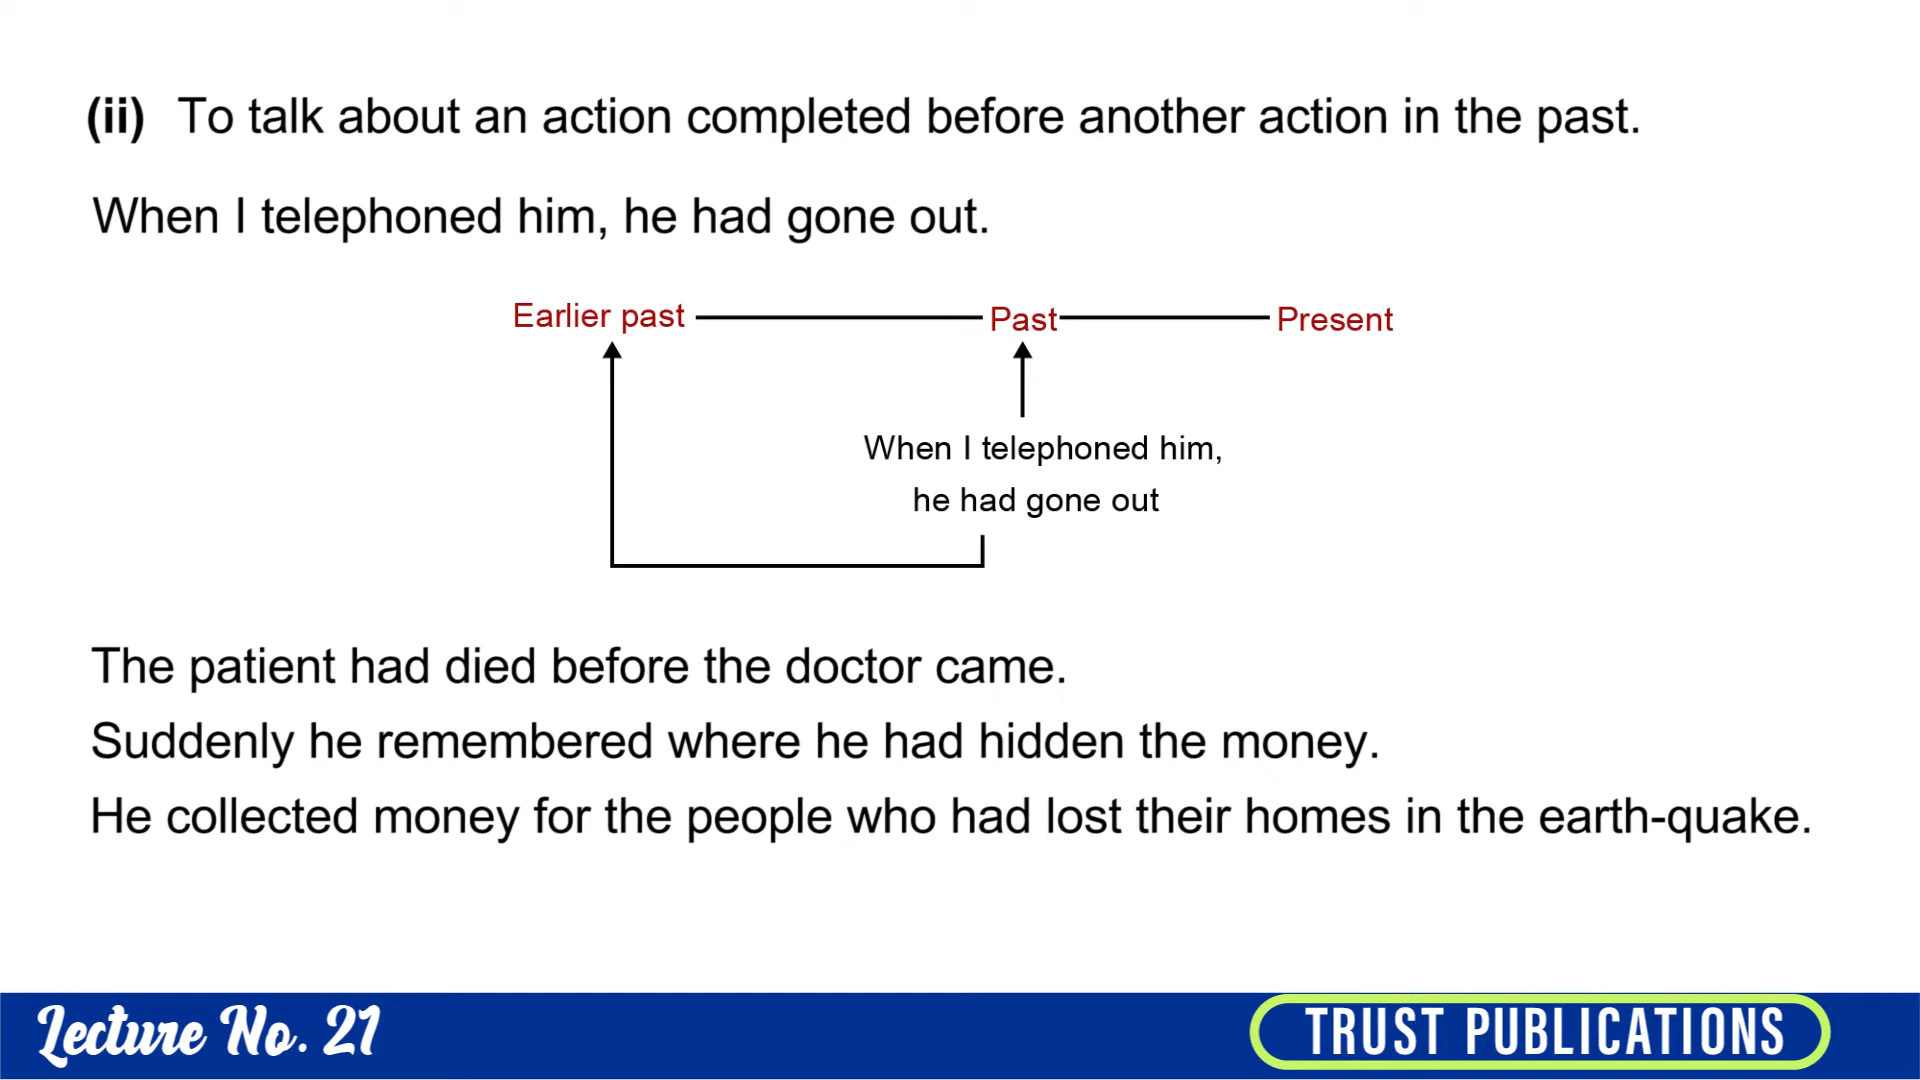 (ii) To talk about an action completed before another action in the past.
When I telephoned him, he had gone out.
Earlier past Past Present
When I telephoned him,
he had gone out
The patient had died before the doctor came.
Suddenly he remembered where he had hidden the money.
He collected money for the people who had lost their homes in the earth-quake.
Lecture No. 21
TRUST PUBLICATIONS